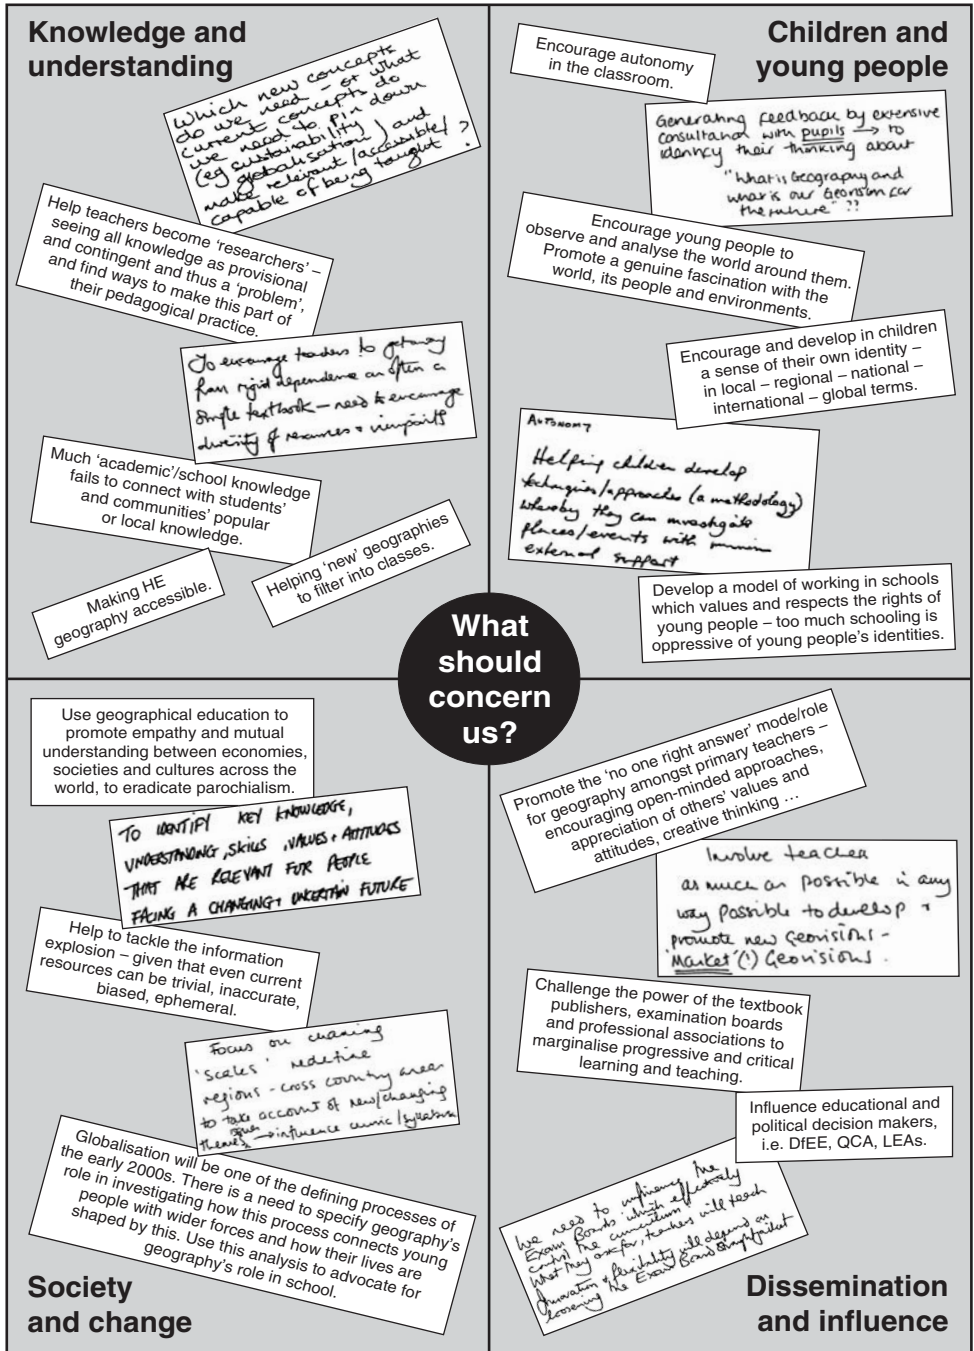 Knowledge and
understanding
Which new concepts
do we need – or what
current concepts do
we need to pin down
(eg sustainability
globalisation) and
make relevant/accessible/
capable of being taught ?
Help teachers become ‘researchers’ –
seeing all knowledge as provisional
and contingent and thus a ‘problem’,
and find ways to make this part of
their pedagogical practice.
To encourage teachers to get away
from rigid dependence on often a
single textbook – need to encourage
diversity of resources + viewpoints
Much ‘academic’/school knowledge
fails to connect with students’
and communities’ popular
or local knowledge.
Making HE
geography accessible.
Helping ‘new’ geographies
to filter into classes.
Children and
young people
Encourage autonomy
in the classroom.
Generating feedback by extensive
consultation with pupils → to
identify their thinking about
"What is Geography and
what is our Geovision for
the future" ??
Encourage young people to
observe and analyse the world around them.
Promote a genuine fascination with the
world, its people and environments.
Encourage and develop in children
a sense of their own identity –
in local – regional – national –
international – global terms.
AUTONOMY
Helping children develop
techniques/approaches (a methodology)
whereby they can investigate
places/events with
external support
Develop a model of working in schools
which values and respects the rights of
young people – too much schooling is
oppressive of young people’s identities.
What
should
concern
us?
Use geographical education to
promote empathy and mutual
understanding between economies,
societies and cultures across the
world, to eradicate parochialism.
TO IDENTIFY KEY KNOWLEDGE,
UNDERSTANDING, SKILLS, VALUES + ATTITUDES
THAT ARE RELEVANT FOR PEOPLE
FACING A CHANGING + UNCERTAIN FUTURE
Help to tackle the information
explosion – given that even current
resources can be trivial, inaccurate,
biased, ephemeral.
Focus on
‘scales’ redefine
regions - cross country areas
to take account of new/changing
themes → influence curric/syllabus
Globalisation will be one of the defining processes of
the early 2000s. There is a need to specify geography’s
role in investigating how this process connects young
people with wider forces and how their lives are
shaped by this. Use this analysis to advocate for
geography’s role in school.
Society
and change
Promote the ‘no one right answer’ mode/role
for geography amongst primary teachers –
encouraging open-minded approaches,
appreciation of others’ values and
attitudes, creative thinking …
Involve teacher
as much as possible in any
way possible to develop +
promote new Geovisions -
‘Market’ (!) Geovisions.
Challenge the power of the textbook
publishers, examination boards
and professional associations to
marginalise progressive and critical
learning and teaching.
Influence educational and
political decision makers,
i.e. DfEE, QCA, LEAs.
We need to influence the
Exam Boards which effectively
control the curriculum
What they ask for, teachers will teach
Innovation + flexibility will depend on
loosening the Exam Board straightjacket
Dissemination
and influence